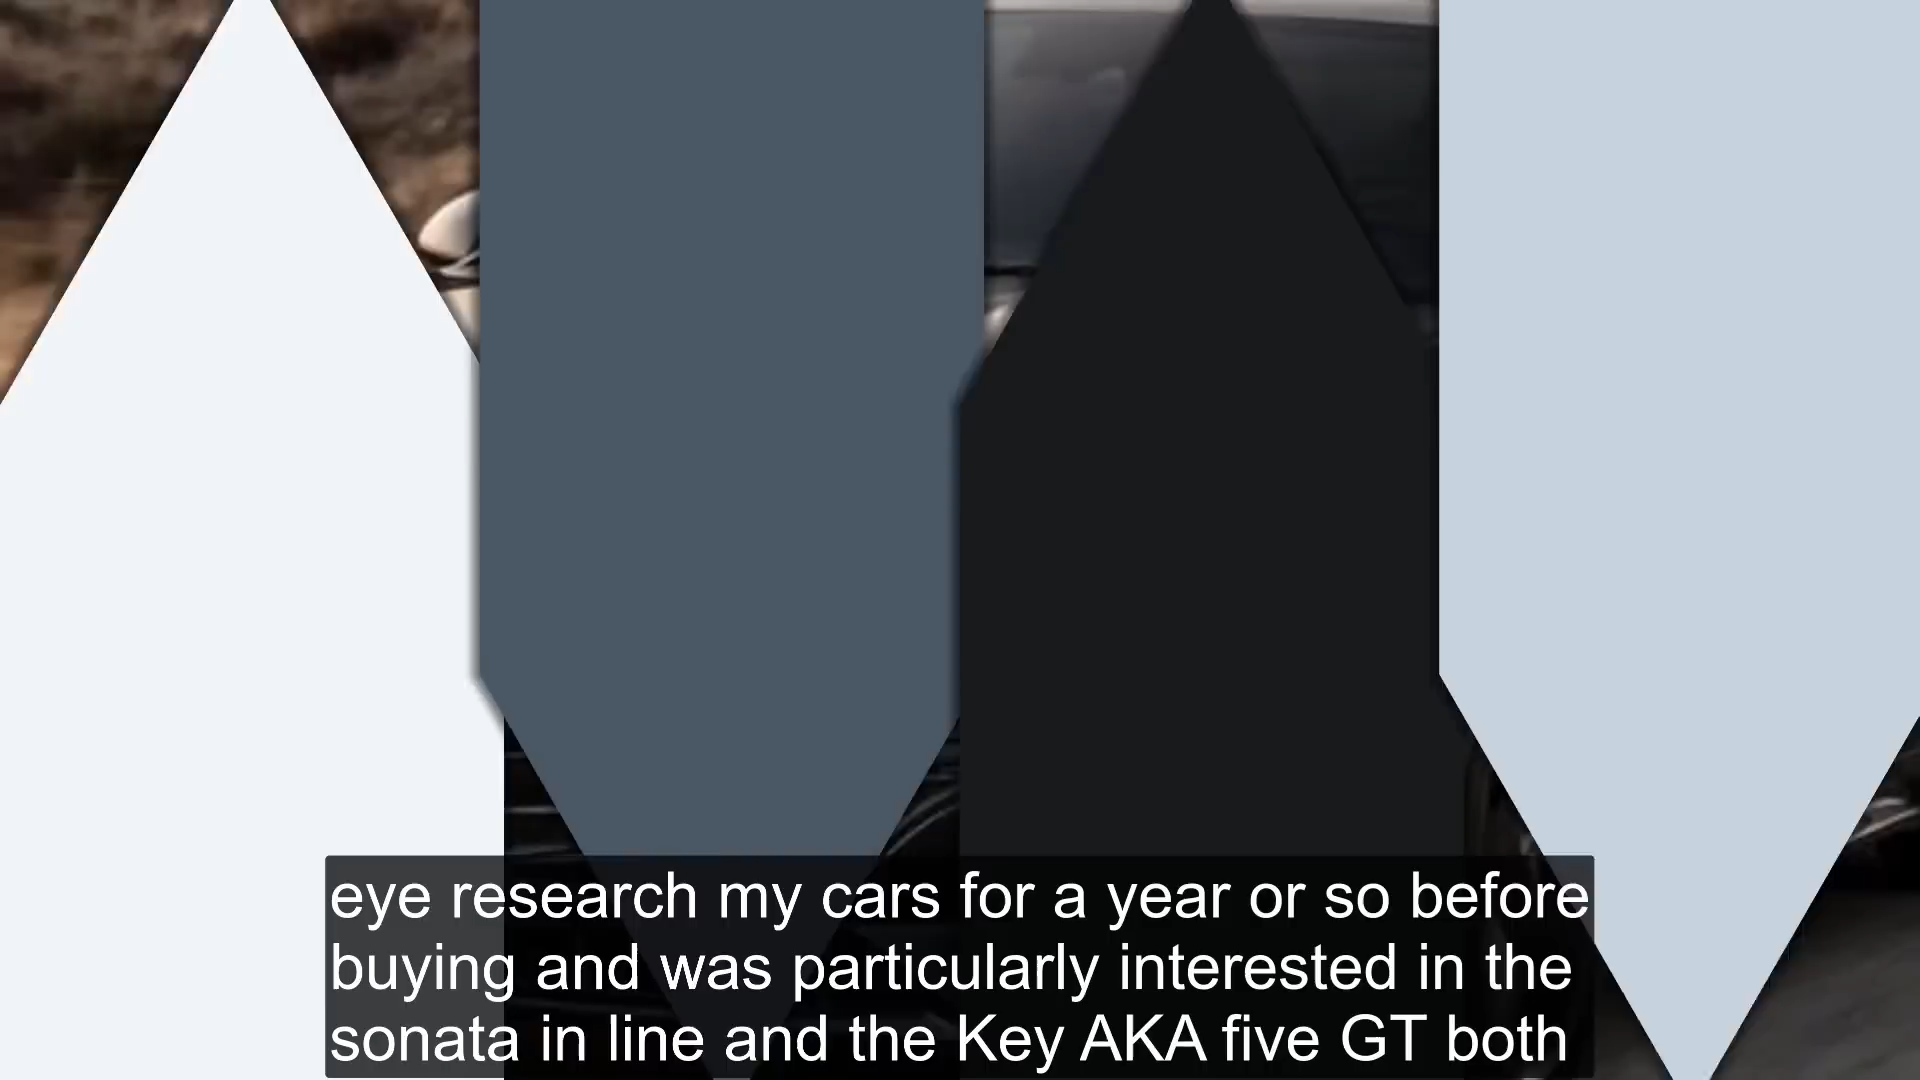 eye research my cars for a year or so before
buying and was particularly interested in the
sonata in line and the Key AKA five GT both